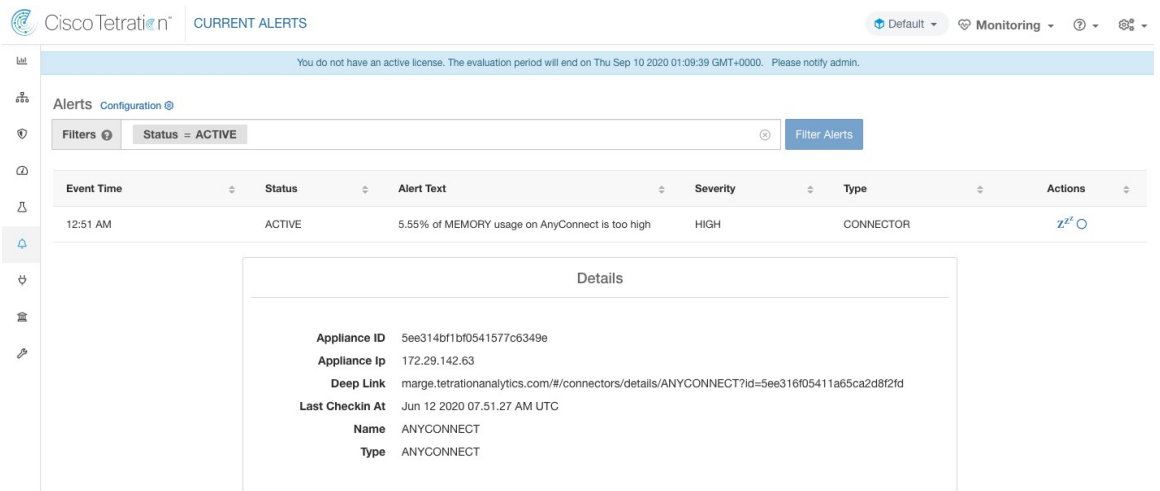 Cisco Tetration™ CURRENT ALERTS Default Monitoring
You do not have an active license. The evaluation period will end on Thu Sep 10 2020 01:09:39 GMT+0000. Please notify admin.
Alerts Configuration
Filters Status = ACTIVE Filter Alerts
Event Time Status Alert Text Severity Type Actions
12:51 AM ACTIVE 5.55% of MEMORY usage on AnyConnect is too high HIGH CONNECTOR zzz
Details
Appliance ID 5ee314bf1bf0541577c6349e
Appliance Ip 172.29.142.63
Deep Link marge.tetrationanalytics.com/#/connectors/details/ANYCONNECT?id=5ee316f05411a65ca2d8f2fd
Last Checkin At Jun 12 2020 07.51.27 AM UTC
Name ANYCONNECT
Type ANYCONNECT